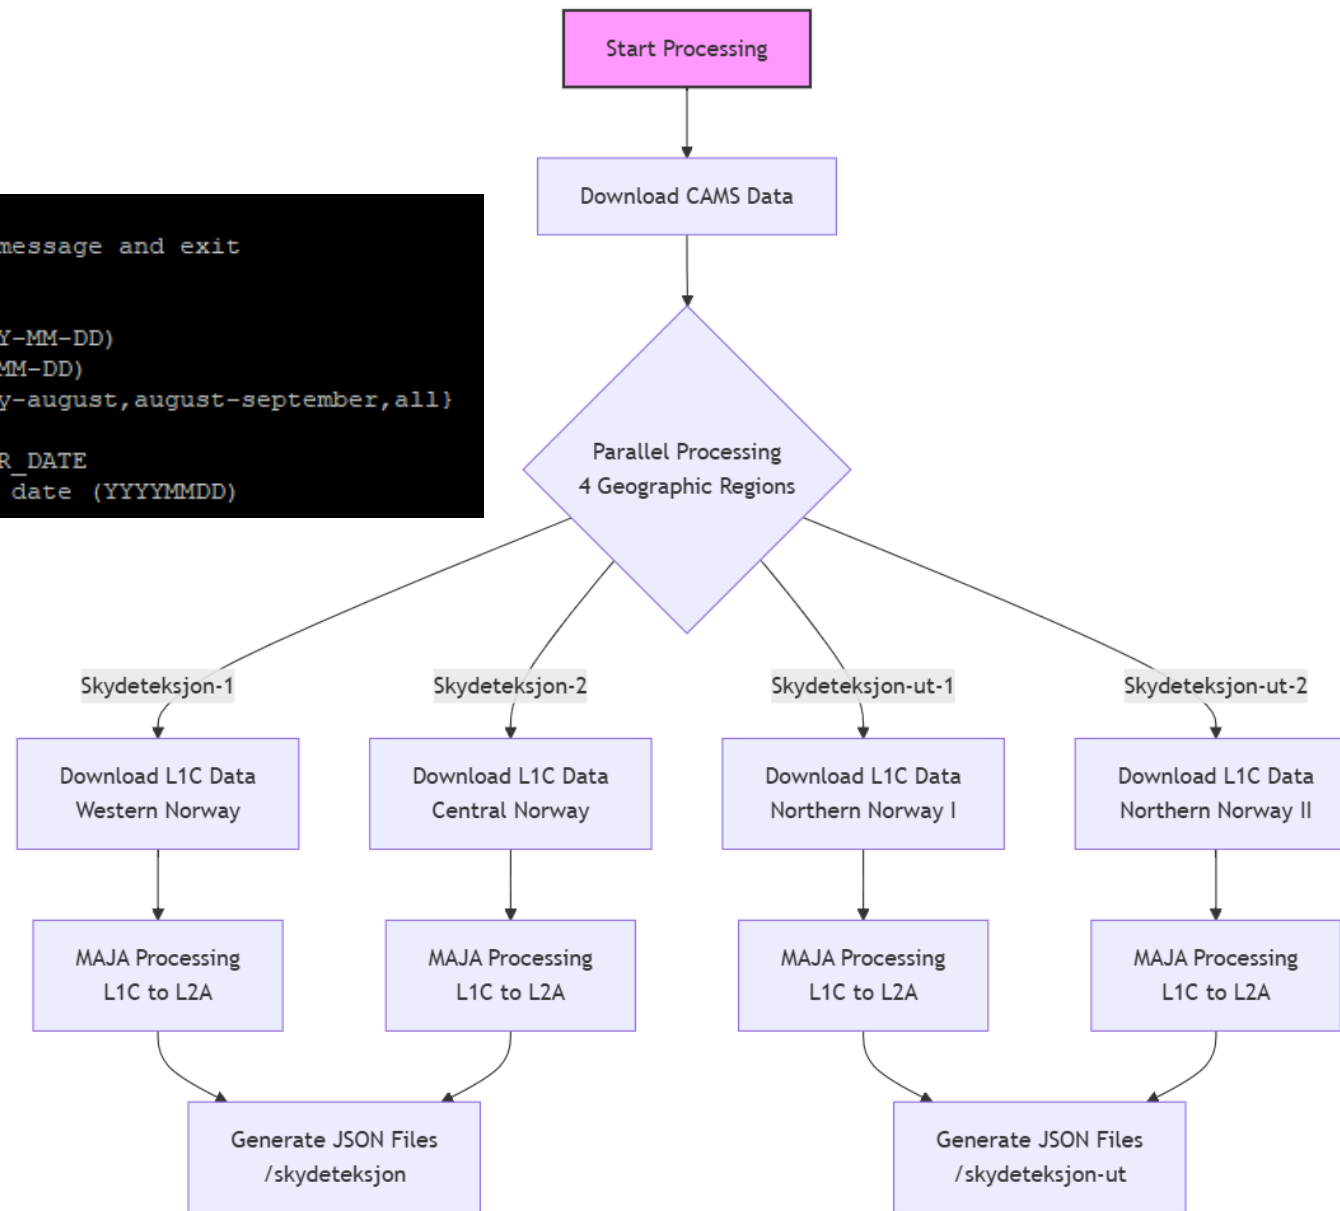 Start Processing
Download CAMS Data
message and exit
Y-MM-DD)
MM-DD)
y-august,august-september,all}
R_DATE
date (YYYYMMDD)
Parallel Processing
4 Geographic Regions
Skydeteksjon-1
Skydeteksjon-2
Skydeteksjon-ut-1
Skydeteksjon-ut-2
Download L1C Data
Western Norway
Download L1C Data
Central Norway
Download L1C Data
Northern Norway I
Download L1C Data
Northern Norway II
MAJA Processing
L1C to L2A
MAJA Processing
L1C to L2A
MAJA Processing
L1C to L2A
MAJA Processing
L1C to L2A
Generate JSON Files
/skydeteksjon
Generate JSON Files
/skydeteksjon-ut